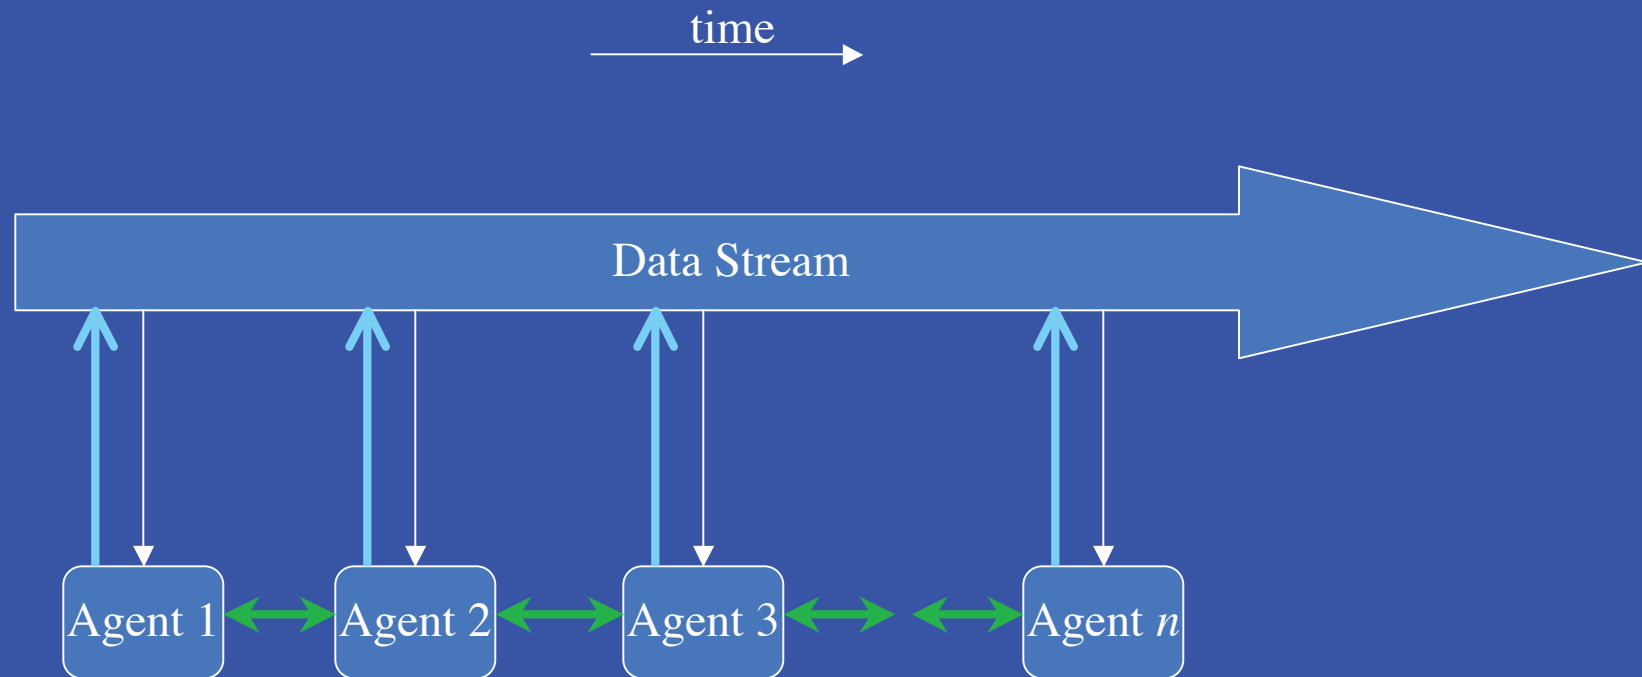 time
Data Stream
Agent 1
Agent 2
Agent 3
Agent n